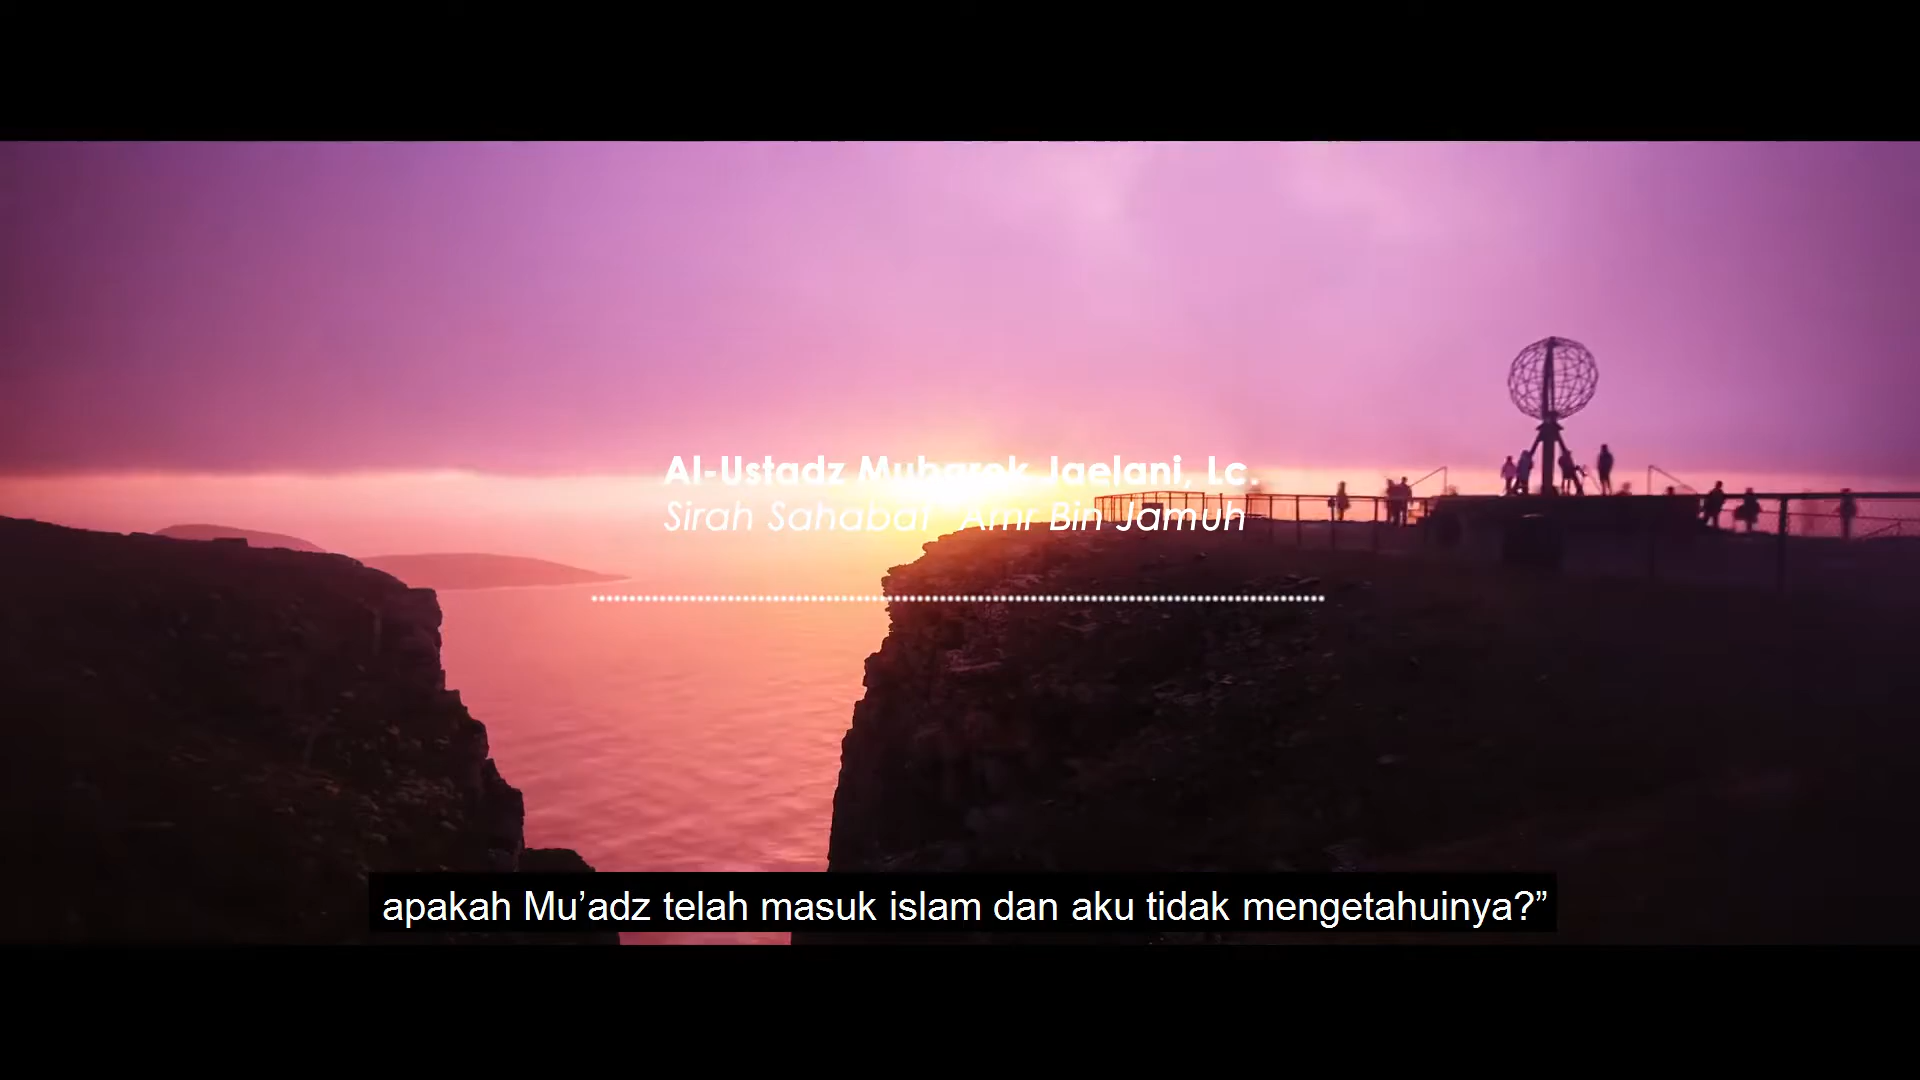 Al-Ustadz Mubarok Jaelani, Lc.
Sirah Sahabat "Amr Bin Jamuh
apakah Mu’adz telah masuk islam dan aku tidak mengetahuinya?”